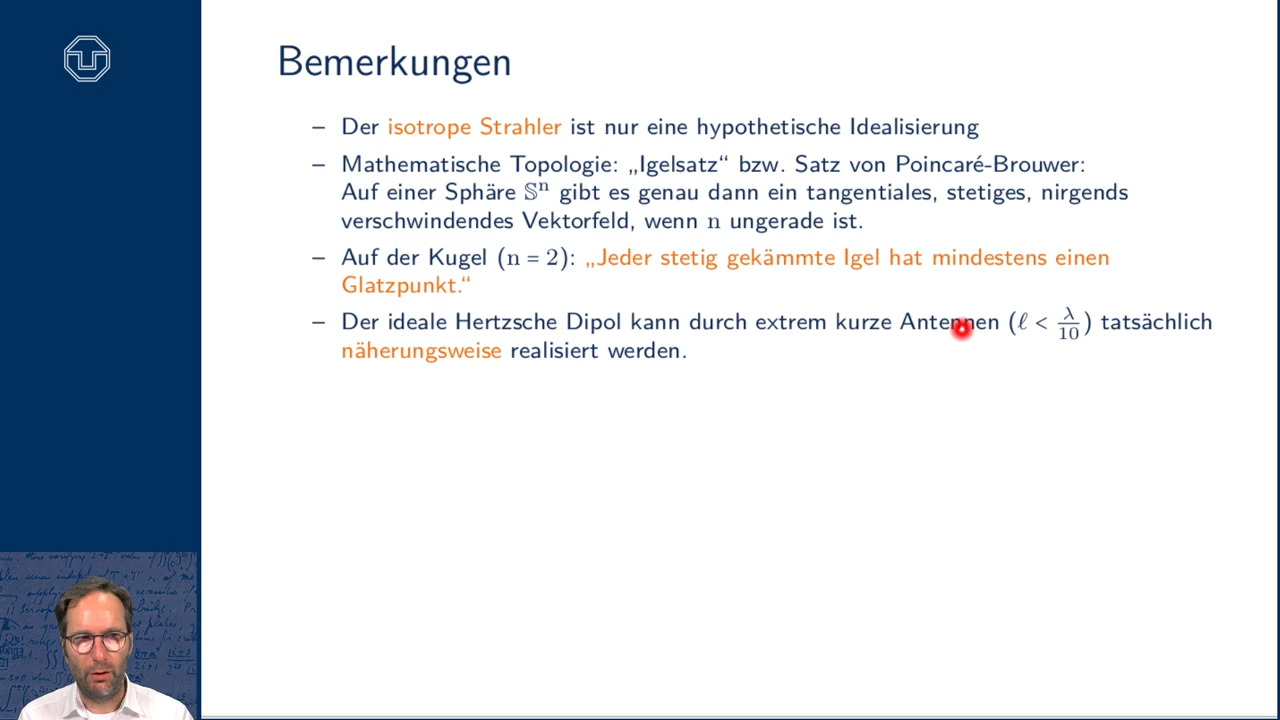 Bemerkungen
– Der isotrope Strahler ist nur eine hypothetische Idealisierung
– Mathematische Topologie: „Igelsatz“ bzw. Satz von Poincaré-Brouwer:
Auf einer Sphäre 𝕊ⁿ gibt es genau dann ein tangentiales, stetiges, nirgends
verschwindendes Vektorfeld, wenn n ungerade ist.
– Auf der Kugel (n = 2): „Jeder stetig gekämmte Igel hat mindestens einen
Glatzpunkt.“
– Der ideale Hertzsche Dipol kann durch extrem kurze Antennen (ℓ < λ/10) tatsächlich
näherungsweise realisiert werden.